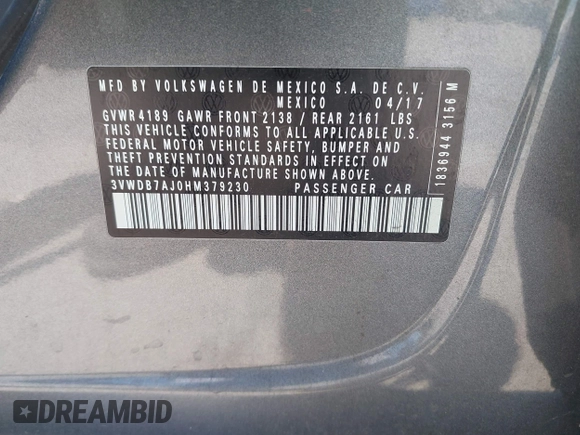 MFD BY VOLKSWAGEN DE MEXICO S.A. DE C.V.
MEXICO 04/17
GVWR4189 GAWR FRONT 2138 / REAR 2161 LBS
THIS VEHICLE CONFORMS TO ALL APPLICABLE U.S.
FEDERAL MOTOR VEHICLE SAFETY, BUMPER AND
THEFT PREVENTION STANDARDS IN EFFECT ON
THE DATE OF MANUFACTURE SHOWN ABOVE.
3VWDB7AJ0HM379230 PASSENGER CAR
1836944 3156 M
DREAMBID